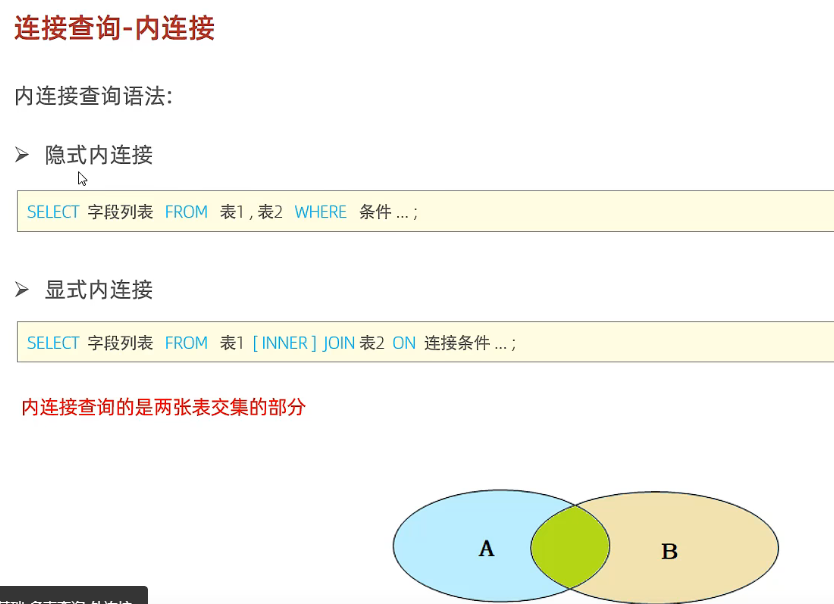 连接查询-内连接
内连接查询语法:
➢ 隐式内连接
SELECT 字段列表 FROM 表1 , 表2 WHERE 条件 ... ;
➢ 显式内连接
SELECT 字段列表 FROM 表1 [ INNER ] JOIN 表2 ON 连接条件 ... ;
内连接查询的是两张表交集的部分
A
B